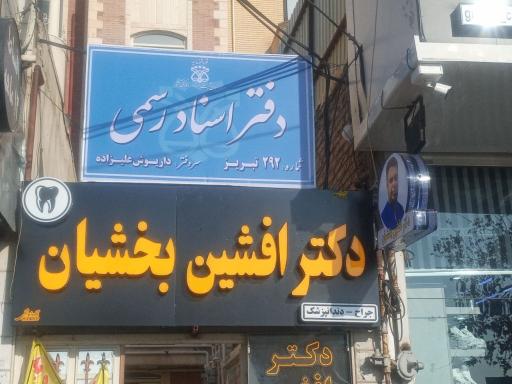 دفتر اسناد رسمی
شماره ۲۹۲ تبریز سردفتر داریوش علیزاده
دکتر افشین بخشیان
جراح - دندانپزشک
دکتر